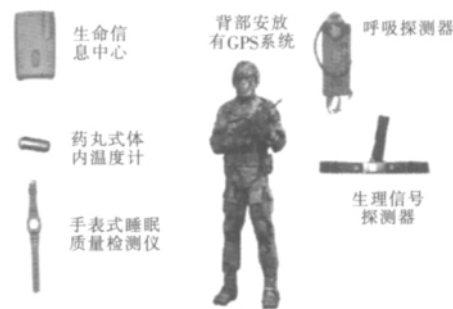 生命信
息中心
背部安放
有GPS系统
呼吸探测器
药丸式体
内温度计
生理信号
探测器
手表式睡眠
质量检测仪